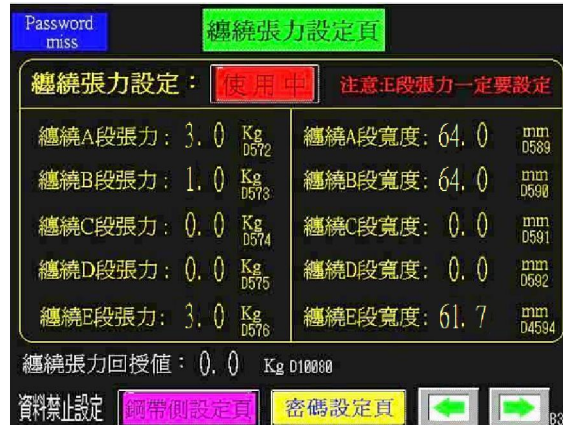 Password
miss
纏繞張力設定頁
纏繞張力設定： 使用中 注意:E段張力一定要設定
纏繞A段張力： 3.0 Kg D572 纏繞A段寬度： 64.0 mm D589
纏繞B段張力： 1.0 Kg D573 纏繞B段寬度： 64.0 mm D590
纏繞C段張力： 0.0 Kg D574 纏繞C段寬度： 0.0 mm D591
纏繞D段張力： 0.0 Kg D575 纏繞D段寬度： 0.0 mm D592
纏繞E段張力： 3.0 Kg D576 纏繞E段寬度： 61.7 mm D4594
纏繞張力回授值： 0.0 Kg D10080
資料禁止設定 鋼帶側設定頁 密碼設定頁 B3